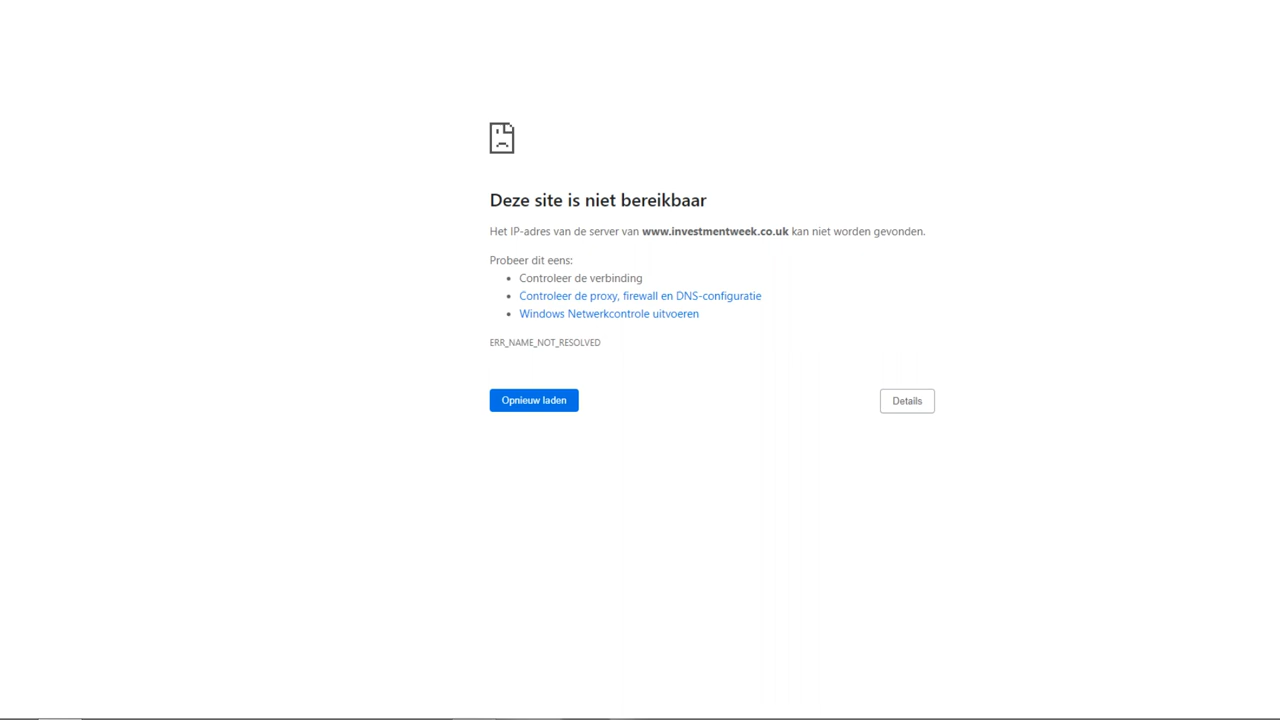 Deze site is niet bereikbaar
Het IP-adres van de server van www.investmentweek.co.uk kan niet worden gevonden.
Probeer dit eens:
• Controleer de verbinding
• Controleer de proxy, firewall en DNS-configuratie
• Windows Netwerkcontrole uitvoeren
ERR_NAME_NOT_RESOLVED
Opnieuw laden
Details